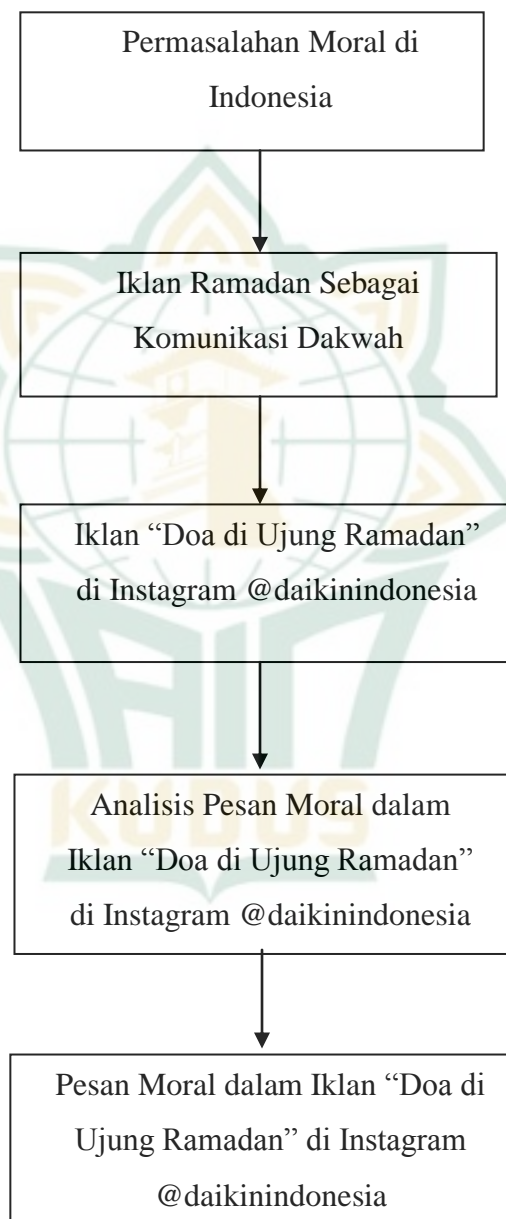 Permasalahan Moral di
Indonesia
Iklan Ramadan Sebagai
Komunikasi Dakwah
Iklan “Doa di Ujung Ramadan”
di Instagram @daikinindonesia
Analisis Pesan Moral dalam
Iklan “Doa di Ujung Ramadan”
di Instagram @daikinindonesia
Pesan Moral dalam Iklan “Doa di
Ujung Ramadan” di Instagram
@daikinindonesia
IAIN
KUDUS